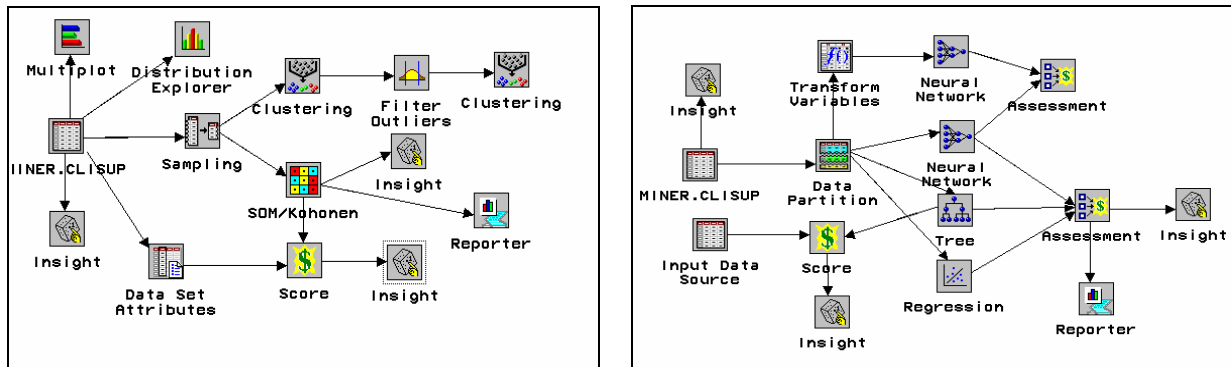 Multiplot
Distribution
Explorer
Clustering
Filter
Outliers
Clustering
IINER.CLISUP
Sampling
Insight
SOM/Kohonen
Reporter
Insight
Data Set
Attributes
Score
Insight
Insight
Transform
Variables
Neural
Network
Assessment
MINER.CLISUP
Data
Partition
Neural
Network
Input Data
Source
Score
Tree
Assessment
Insight
Regression
Insight
Reporter